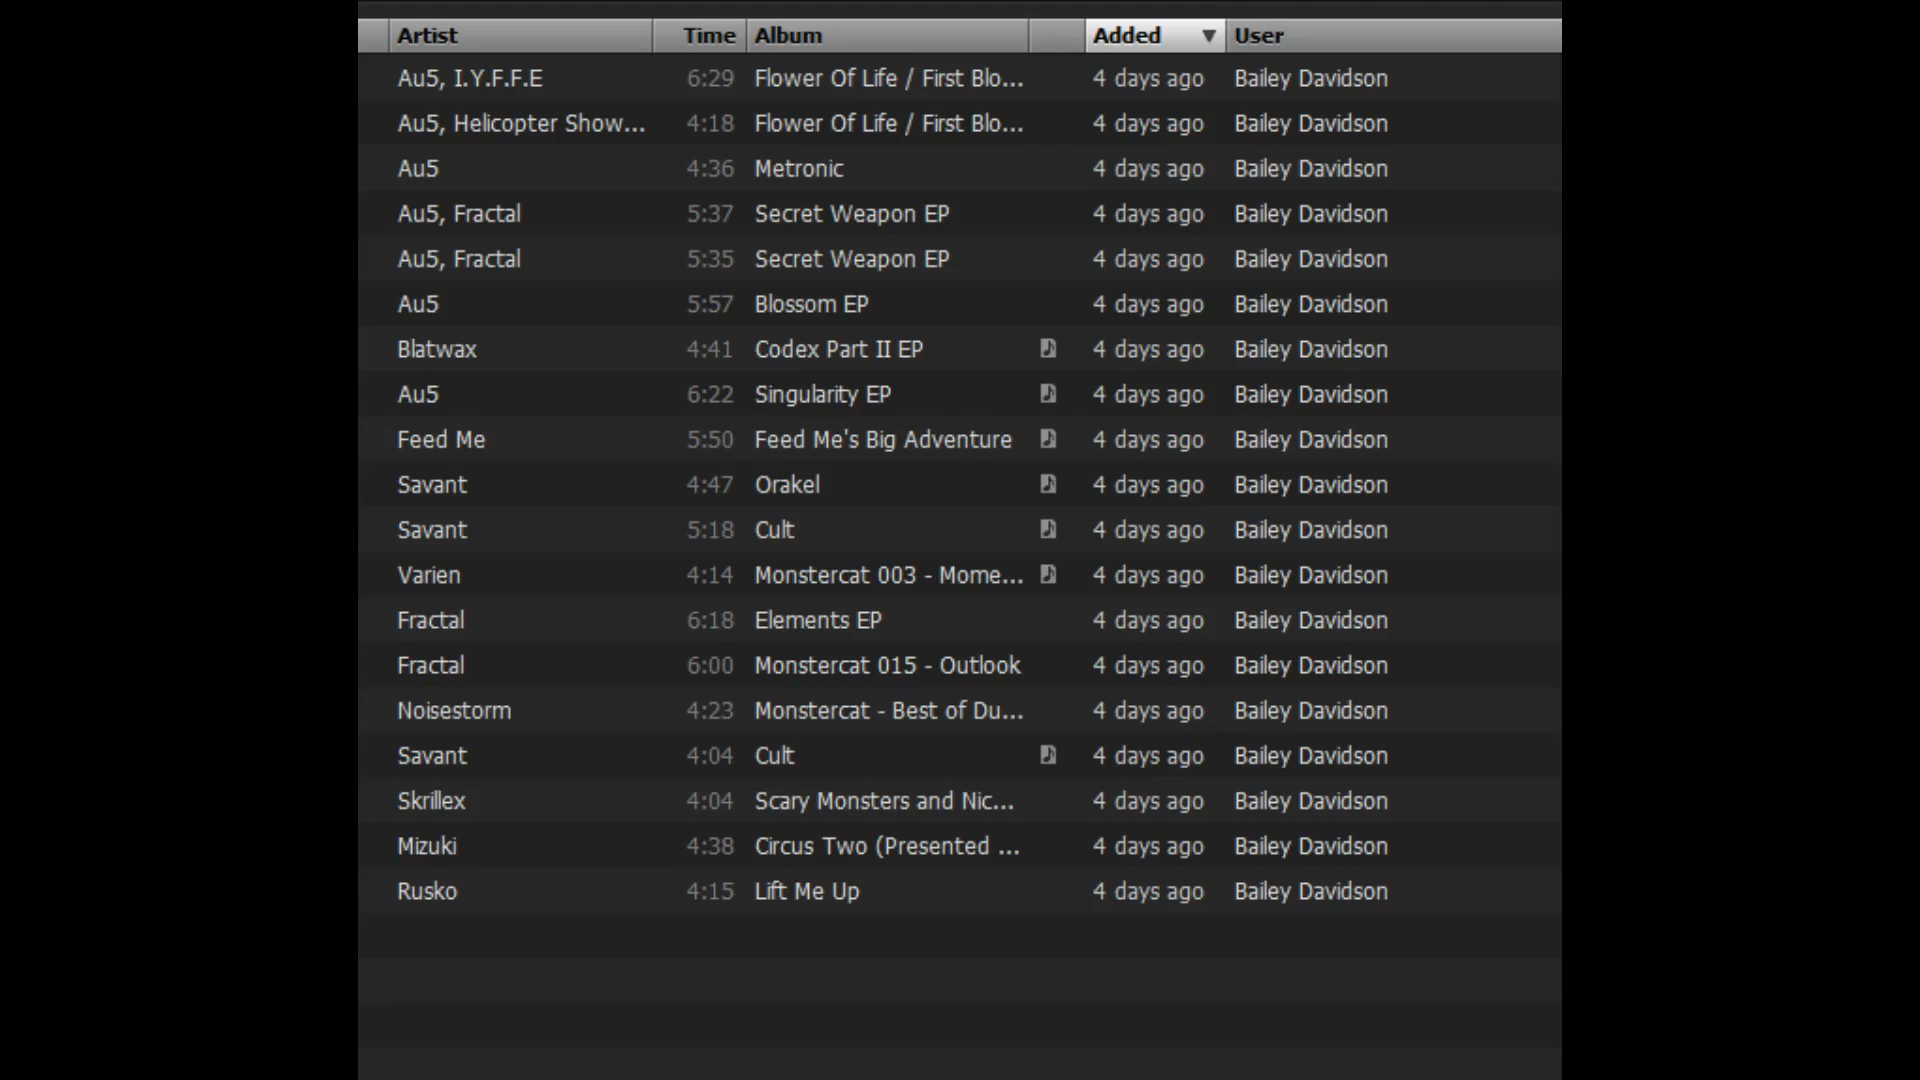 Artist Time Album Added ▼ User
Au5, I.Y.F.F.E 6:29 Flower Of Life / First Blo... 4 days ago Bailey Davidson
Au5, Helicopter Show... 4:18 Flower Of Life / First Blo... 4 days ago Bailey Davidson
Au5 4:36 Metronic 4 days ago Bailey Davidson
Au5, Fractal 5:37 Secret Weapon EP 4 days ago Bailey Davidson
Au5, Fractal 5:35 Secret Weapon EP 4 days ago Bailey Davidson
Au5 5:57 Blossom EP 4 days ago Bailey Davidson
Blatwax 4:41 Codex Part II EP 4 days ago Bailey Davidson
Au5 6:22 Singularity EP 4 days ago Bailey Davidson
Feed Me 5:50 Feed Me's Big Adventure 4 days ago Bailey Davidson
Savant 4:47 Orakel 4 days ago Bailey Davidson
Savant 5:18 Cult 4 days ago Bailey Davidson
Varien 4:14 Monstercat 003 - Mome... 4 days ago Bailey Davidson
Fractal 6:18 Elements EP 4 days ago Bailey Davidson
Fractal 6:00 Monstercat 015 - Outlook 4 days ago Bailey Davidson
Noisestorm 4:23 Monstercat - Best of Du... 4 days ago Bailey Davidson
Savant 4:04 Cult 4 days ago Bailey Davidson
Skrillex 4:04 Scary Monsters and Nic... 4 days ago Bailey Davidson
Mizuki 4:38 Circus Two (Presented ... 4 days ago Bailey Davidson
Rusko 4:15 Lift Me Up 4 days ago Bailey Davidson